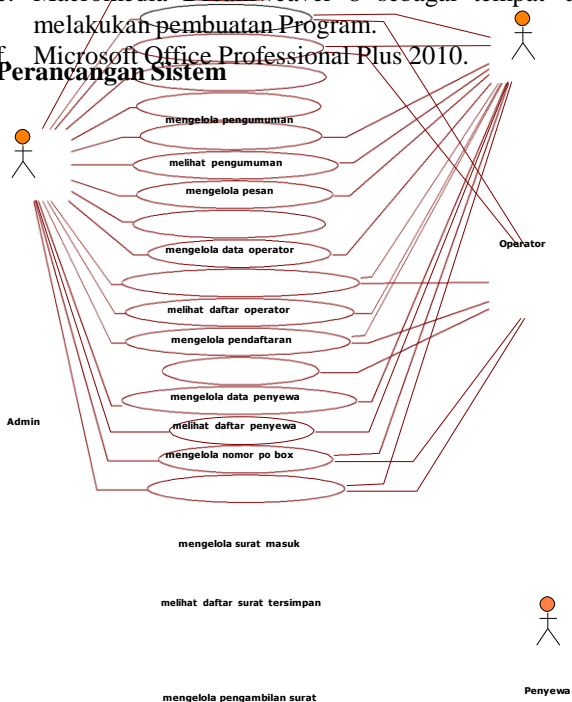 melakukan pembuatan Program.
f. Microsoft Office Professional Plus 2010.
Perancangan Sistem
mengelola pengumuman
melihat pengumuman
mengelola pesan
mengelola data operator
Operator
melihat daftar operator
mengelola pendaftaran
mengelola data penyewa
Admin
melihat daftar penyewa
mengelola nomor po box
mengelola surat masuk
melihat daftar surat tersimpan
Penyewa
mengelola pengambilan surat